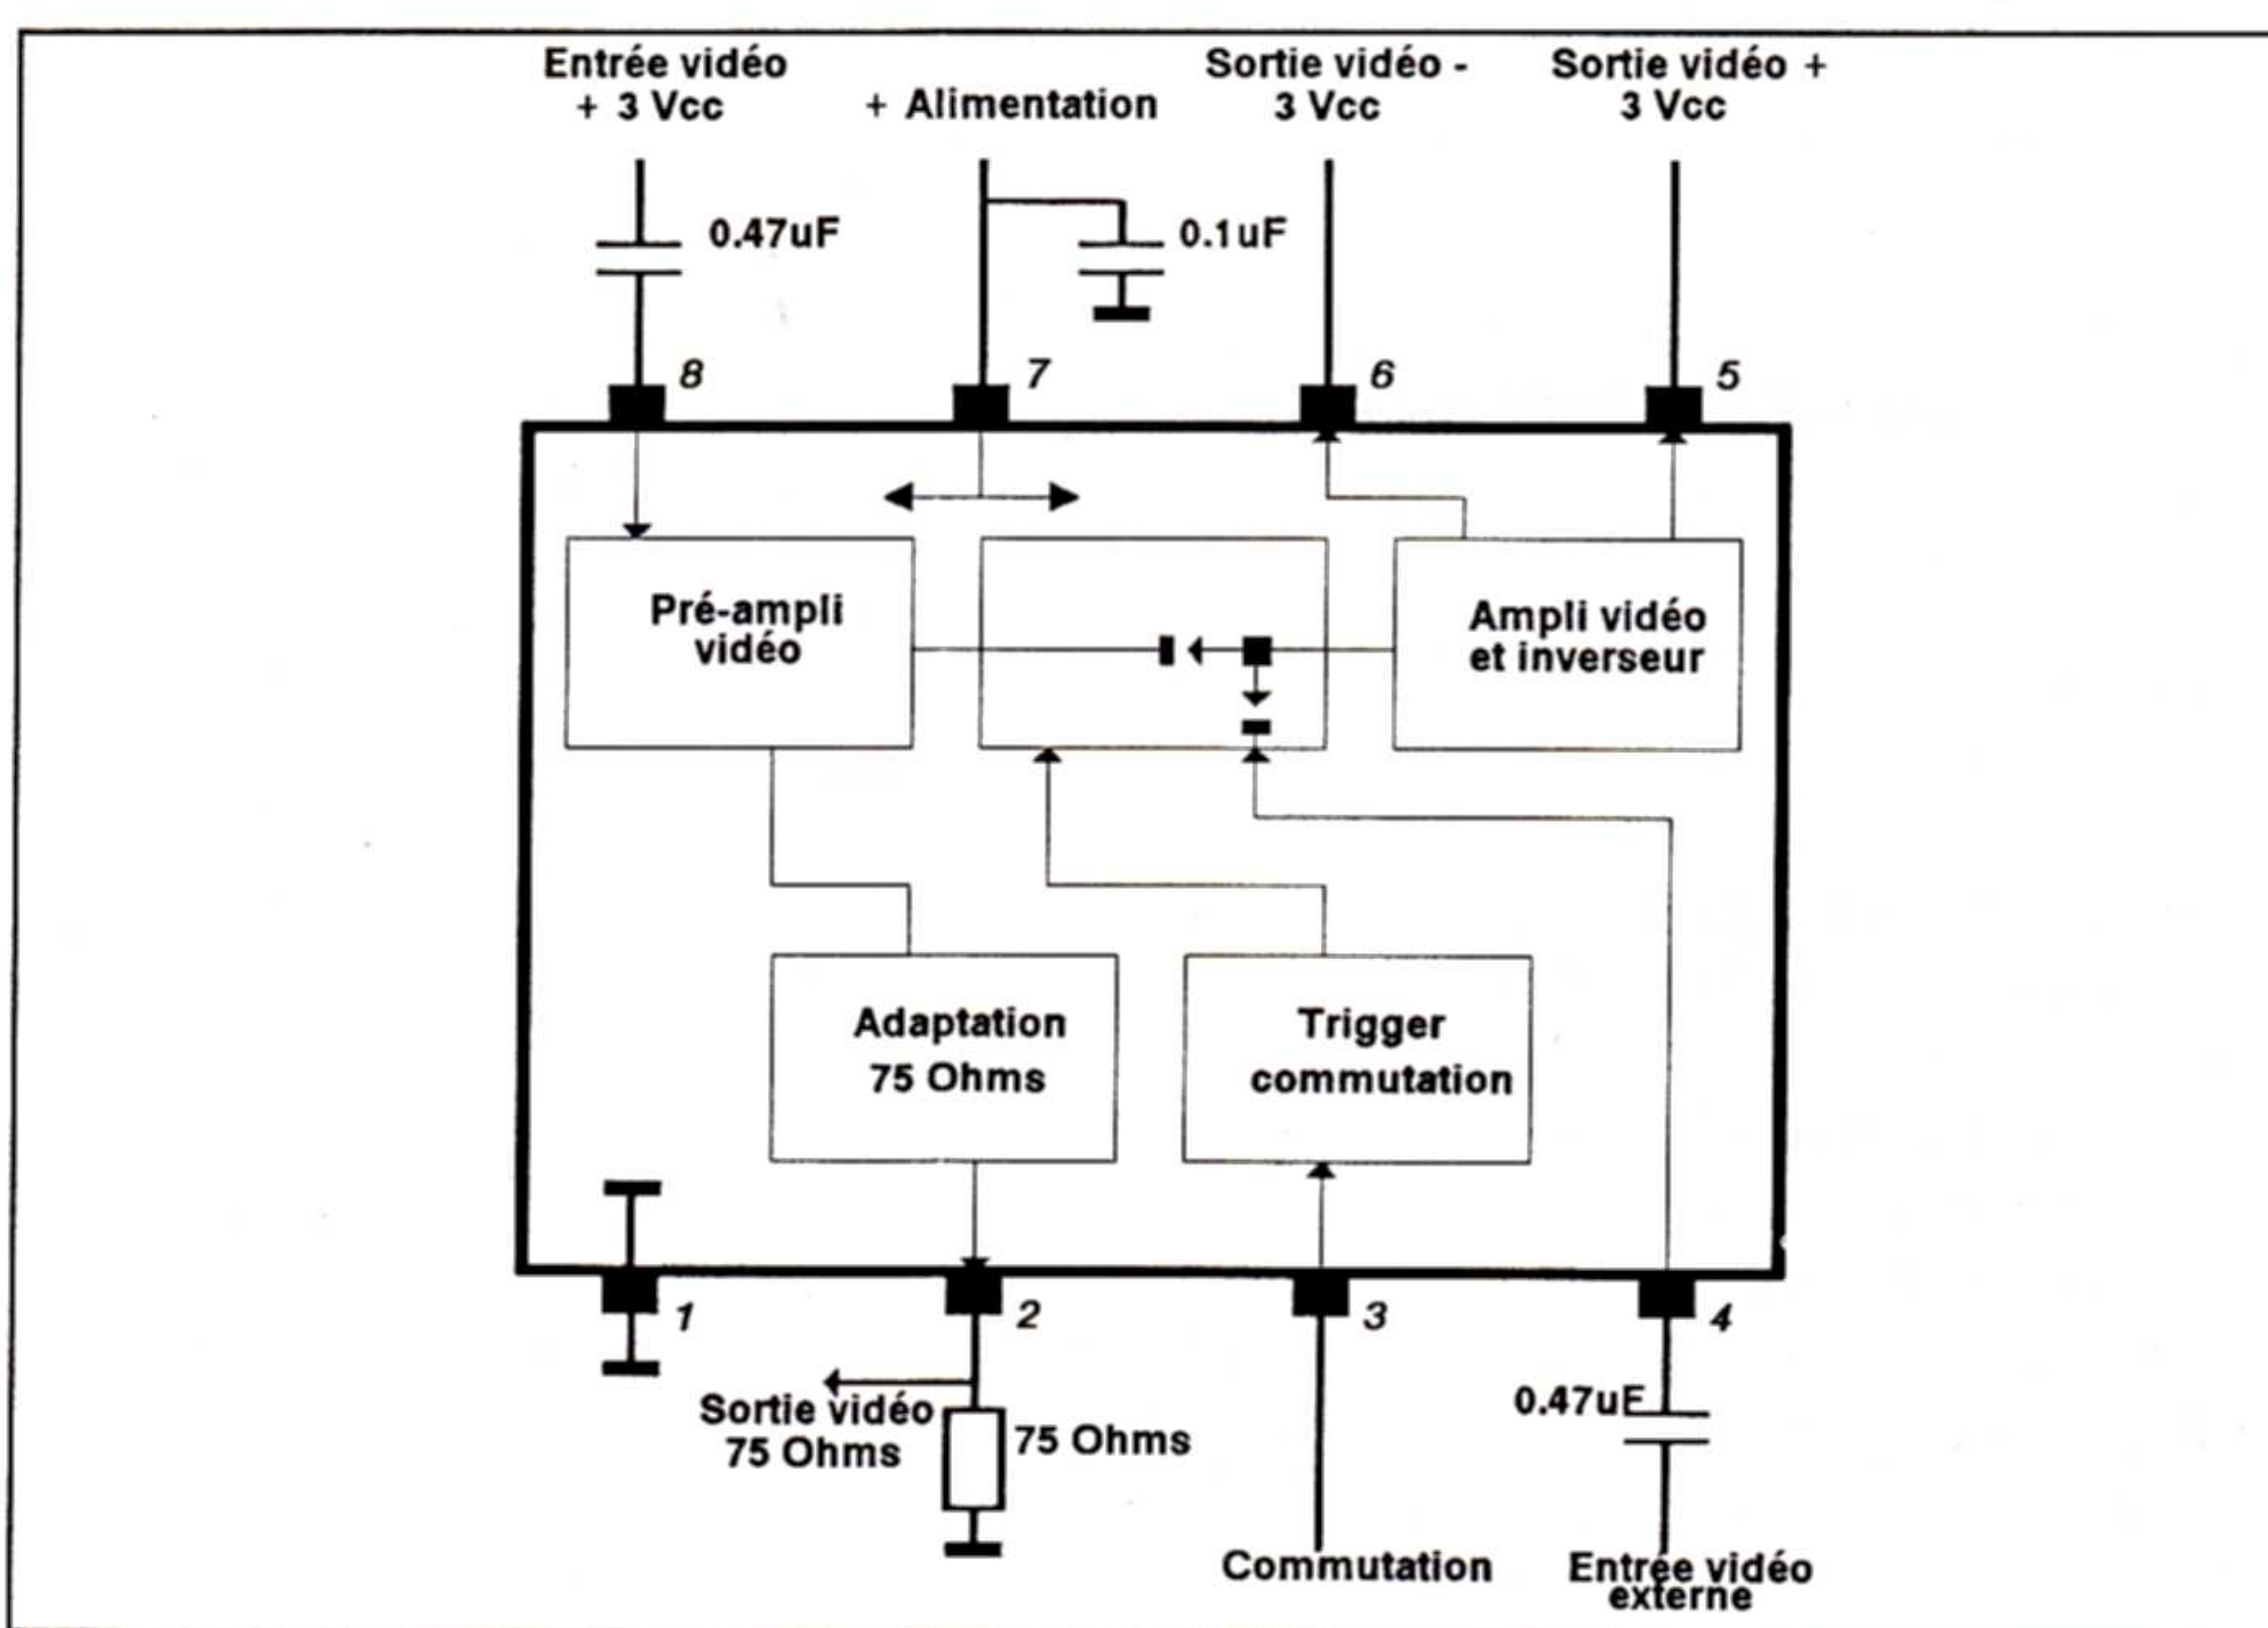 Entrée vidéo
+ 3 Vcc
+ Alimentation
Sortie vidéo -
3 Vcc
Sortie vidéo +
3 Vcc
0.47uF
0.1uF
8
7
6
5
Pré-ampli
vidéo
Ampli vidéo
et inverseur
Adaptation
75 Ohms
Trigger
commutation
1
2
3
4
Sortie vidéo
75 Ohms
75 Ohms
0.47uF
Commutation
Entrée vidéo
externe